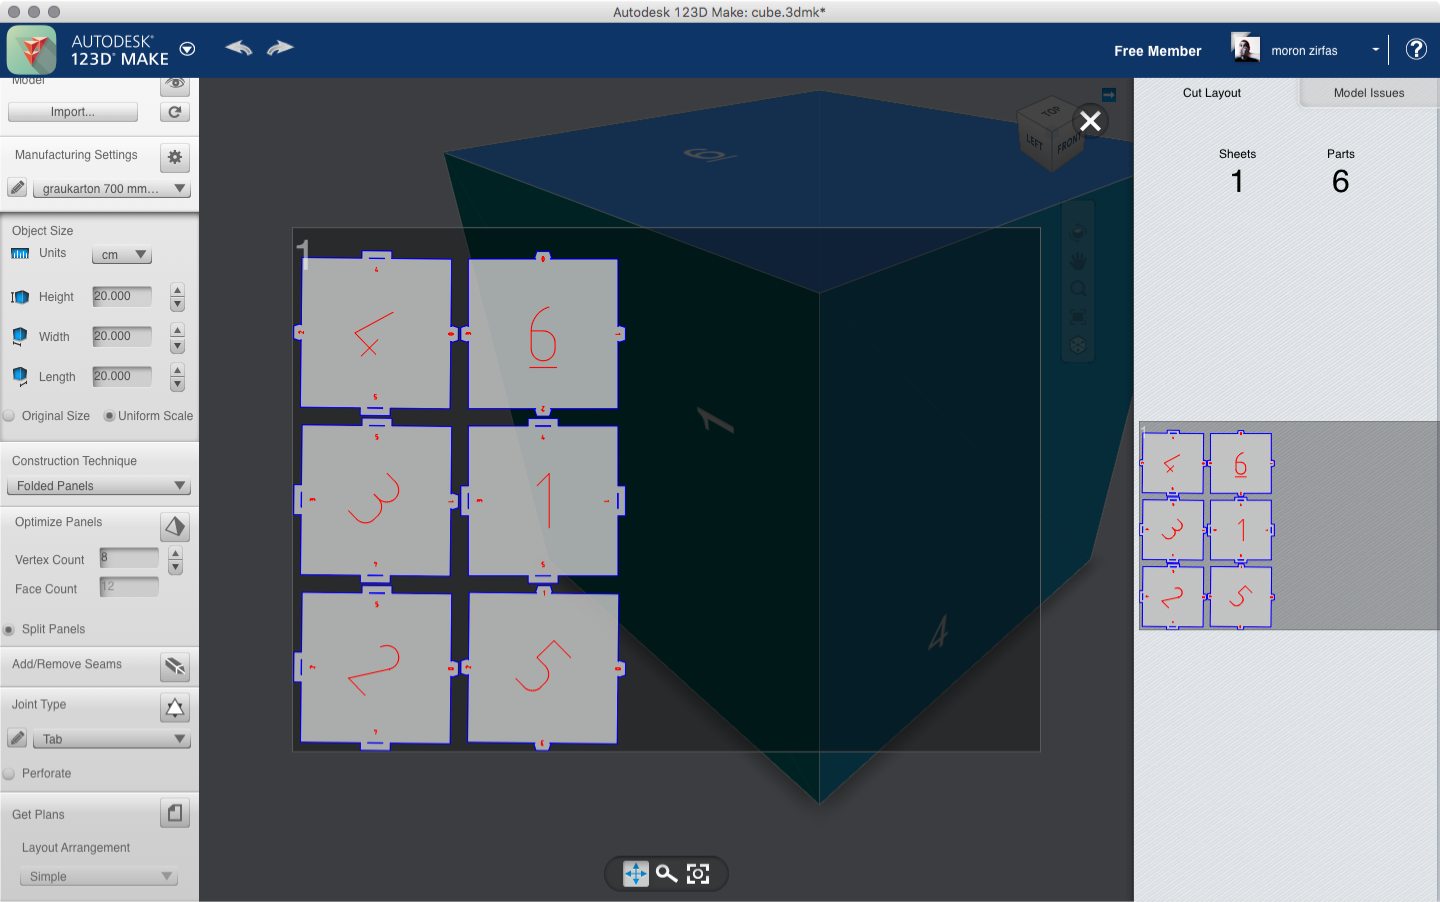 Autodesk 123D Make: cube.3dmk*
AUTODESK®
123D® MAKE
Free Member
moron zirfas
?
Model
Import...
Manufacturing Settings
graukarton 700 mm...
Object Size
Units cm
Height 20.000
Width 20.000
Length 20.000
Original Size Uniform Scale
Construction Technique
Folded Panels
Optimize Panels
Vertex Count 8
Face Count 12
Split Panels
Add/Remove Seams
Joint Type
Tab
Perforate
Get Plans
Layout Arrangement
Simple
6
TOP
LEFT FRONT
1
4
1
4 6
3 1
2 5
Cut Layout Model Issues
Sheets Parts
1 6
1
4 6
3 1
2 5